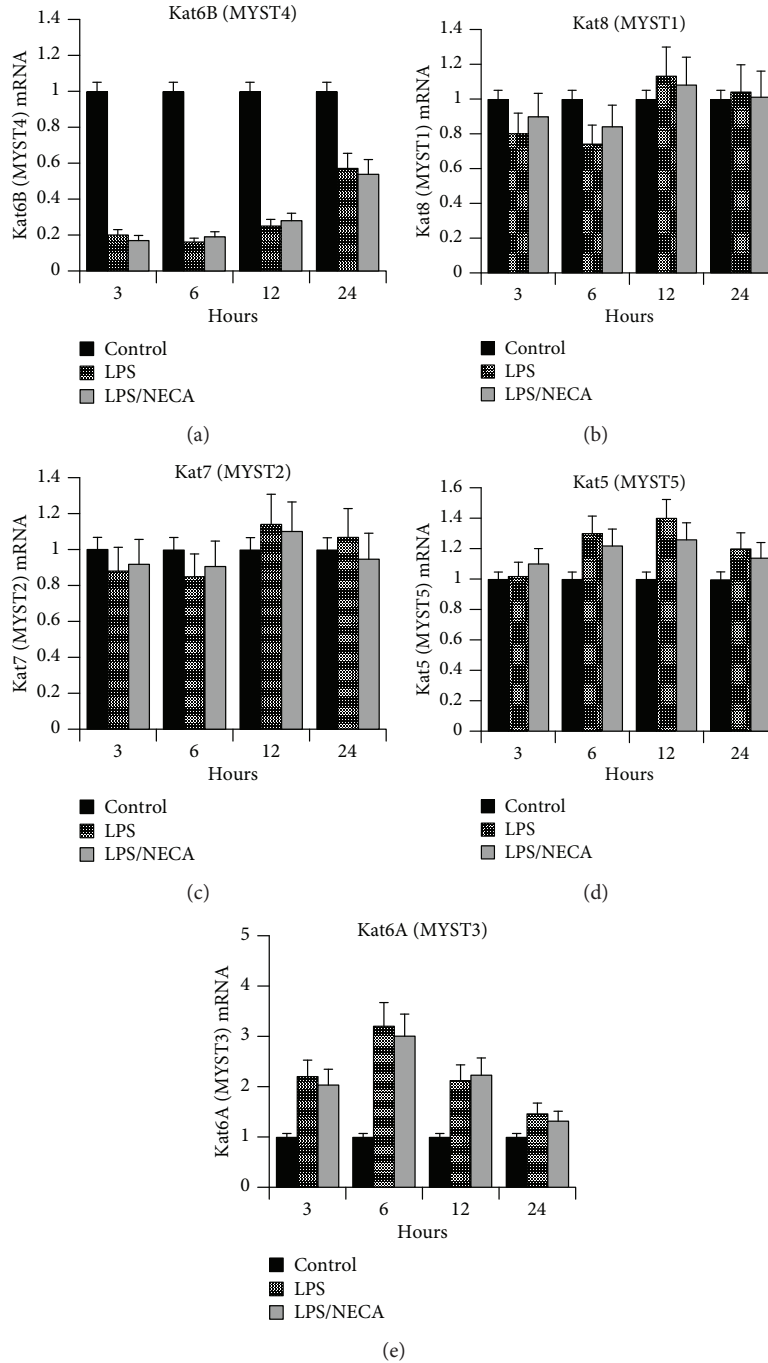 Kat6B (MYST4)
Kat6B (MYST4) mRNA
1.4
1.2
1
0.8
0.6
0.4
0.2
0
3 6 12 24
Hours
Control
LPS
LPS/NECA
(a)
Kat8 (MYST1)
Kat8 (MYST1) mRNA
1.4
1.2
1
0.8
0.6
0.4
0.2
0
3 6 12 24
Hours
Control
LPS
LPS/NECA
(b)
Kat7 (MYST2)
Kat7 (MYST2) mRNA
1.4
1.2
1
0.8
0.6
0.4
0.2
0
3 6 12 24
Hours
Control
LPS
LPS/NECA
(c)
Kat5 (MYST5)
Kat5 (MYST5) mRNA
1.6
1.4
1.2
1
0.8
0.6
0.4
1.2
0
3 6 12 24
Hours
Control
LPS
LPS/NECA
(d)
Kat6A (MYST3)
Kat6A (MYST3) mRNA
5
4
3
2
1
0
3 6 12 24
Hours
Control
LPS
LPS/NECA
(e)